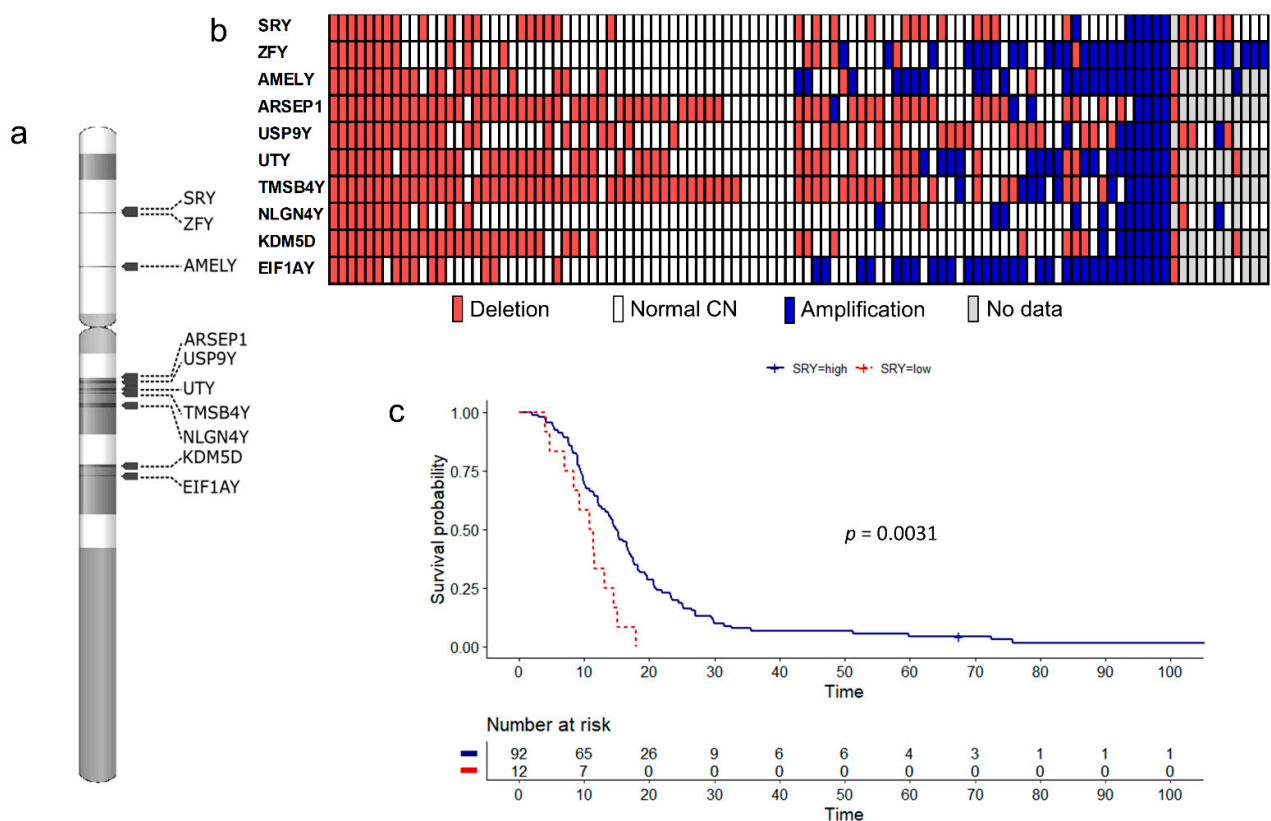 a
SRY
ZFY
AMELY
ARSEP1
USP9Y
UTY
TMSB4Y
NLGN4Y
KDM5D
EIF1AY
b
SRY
ZFY
AMELY
ARSEP1
USP9Y
UTY
TMSB4Y
NLGN4Y
KDM5D
EIF1AY
Deletion Normal CN Amplification No data
c
SRY=high SRY=low
Survival probability
1.00
0.75
0.50
0.25
0.00
p = 0.0031
0 10 20 30 40 50 60 70 80 90 100
Time
Number at risk
92 65 26 9 6 6 4 3 1 1 1
12 7 0 0 0 0 0 0 0 0 0
0 10 20 30 40 50 60 70 80 90 100
Time